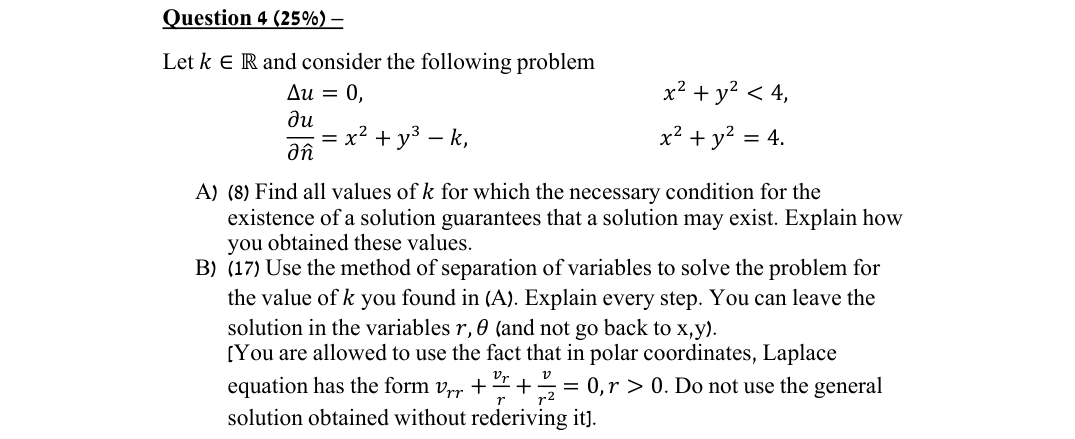 Question 4 (25%) –
Let k ∈ ℝ and consider the following problem
Δu = 0, x² + y² < 4,
∂u/∂n̂ = x² + y³ − k, x² + y² = 4.
A) (8) Find all values of k for which the necessary condition for the
existence of a solution guarantees that a solution may exist. Explain how
you obtained these values.
B) (17) Use the method of separation of variables to solve the problem for
the value of k you found in (A). Explain every step. You can leave the
solution in the variables r, θ (and not go back to x,y).
[You are allowed to use the fact that in polar coordinates, Laplace
equation has the form vᵣᵣ + vᵣ/r + v/r² = 0, r > 0. Do not use the general
solution obtained without rederiving it].